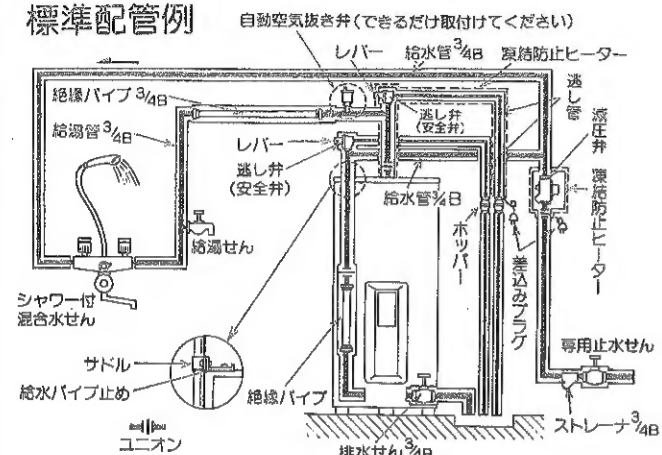 標準配管例
自動空気抜き弁(できるだけ取付けてください)
レバー
給水管3/4B
凍結防止ヒーター
絶縁パイプ3/4B
逃し弁
(安全弁)
逃し管
減圧弁
給湯管3/4B
レバー
逃し弁
(安全弁)
給水管3/4B
凍結防止ヒーター
ホッパー
差込みプラグ
給湯せん
シャワー付
混合水せん
サドル
給水パイプ止め
絶縁パイプ
専用止水せん
ストレーナ3/4B
ユニオン
排水せん3/4B